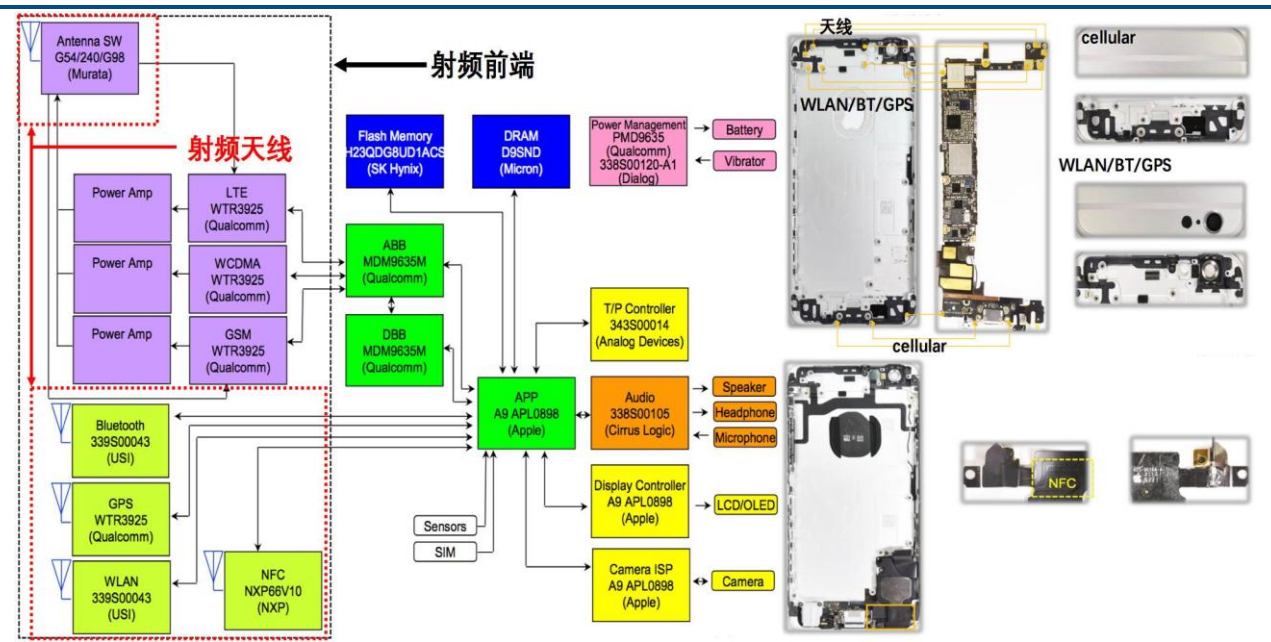 Antenna SW
G54/240/G98
(Murata)
射频前端
射频天线
Power Amp
LTE
WTR3925
(Qualcomm)
Power Amp
WCDMA
WTR3925
(Qualcomm)
Power Amp
GSM
WTR3925
(Qualcomm)
Bluetooth
339S00043
(USI)
GPS
WTR3925
(Qualcomm)
WLAN
339S00043
(USI)
NFC
NXP66V10
(NXP)
Flash Memory
H23QDG8UD1ACS
(SK Hynix)
DRAM
D9SND
(Micron)
Power Management
PMD9635
(Qualcomm)
338S00120-A1
(Dialog)
Battery
Vibrator
ABB
MDM9635M
(Qualcomm)
DBB
MDM9635M
(Qualcomm)
APP
A9 APL0898
(Apple)
T/P Controller
343S00014
(Analog Devices)
Audio
338S00105
(Cirrus Logic)
Speaker
Headphone
Microphone
Display Controller
A9 APL0898
(Apple)
LCD/OLED
Camera ISP
A9 APL0898
(Apple)
Camera
Sensors
SIM
天线
WLAN/BT/GPS
cellular
cellular
WLAN/BT/GPS
NFC